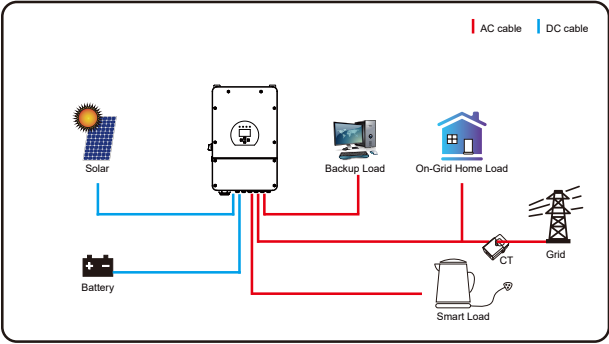 AC cable
DC cable
Solar
Backup Load
On-Grid Home Load
CT
Grid
Battery
Smart Load